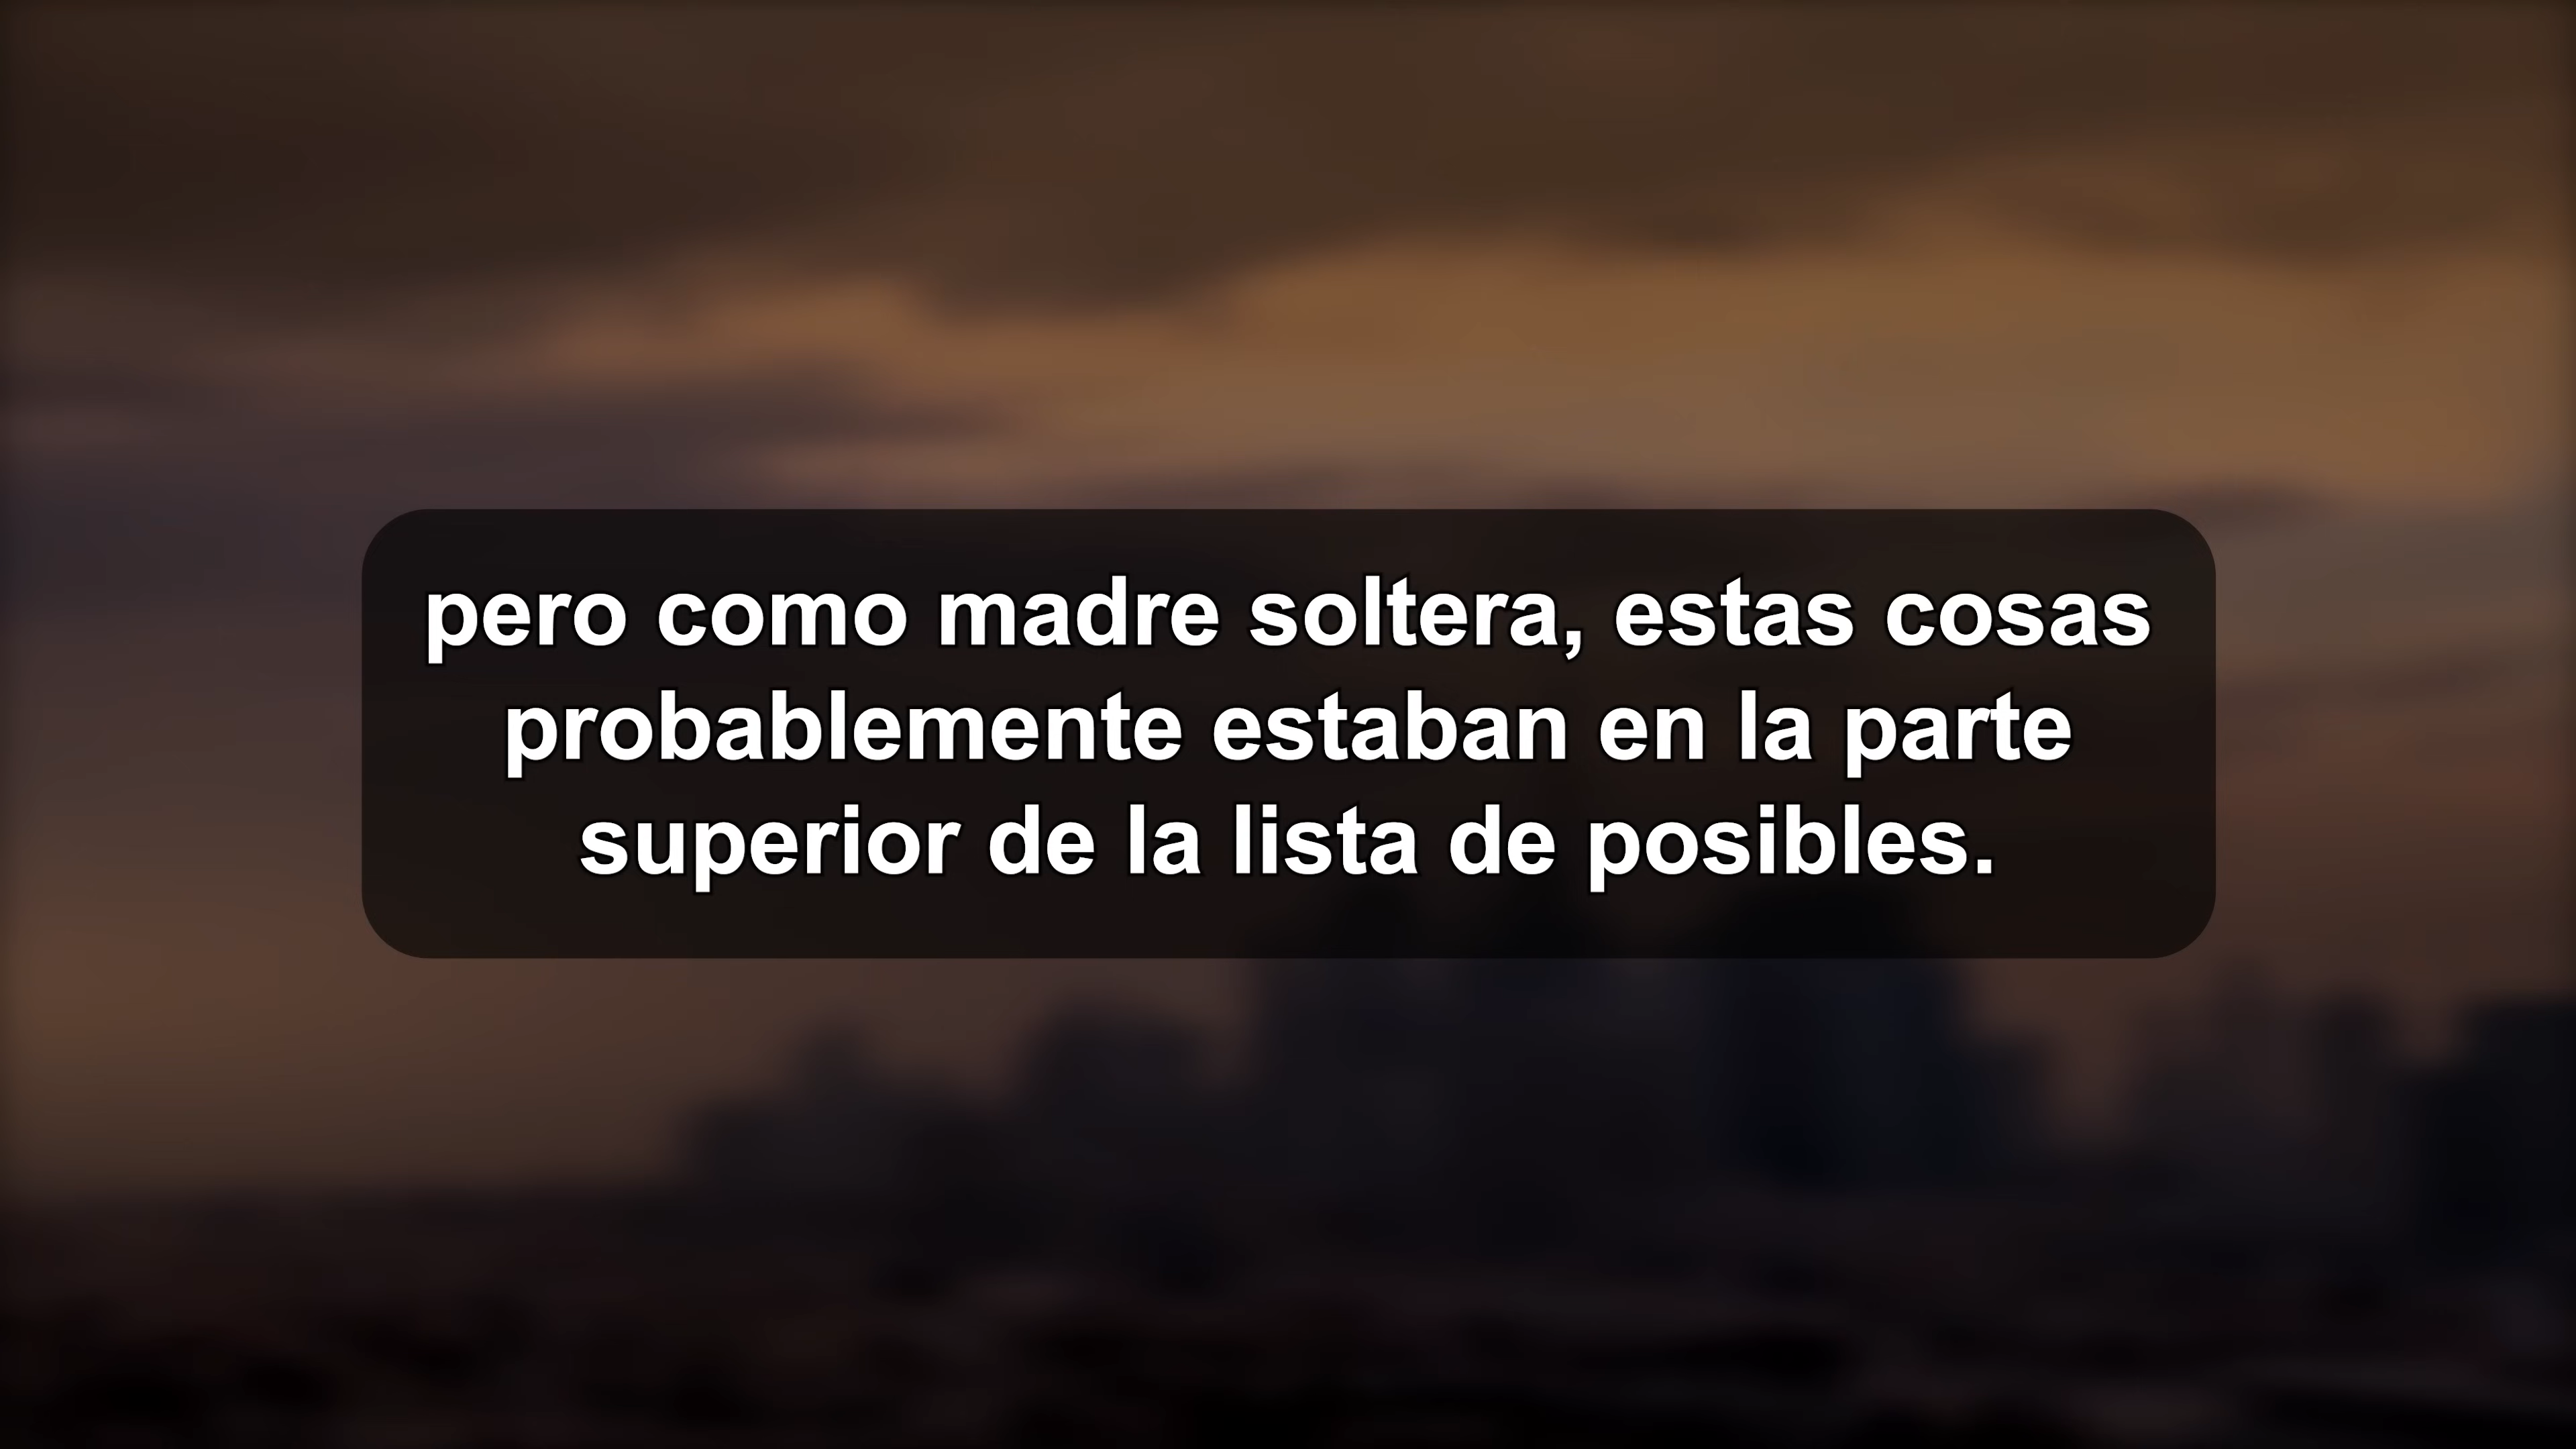 pero como madre soltera, estas cosas
probablemente estaban en la parte
superior de la lista de posibles.